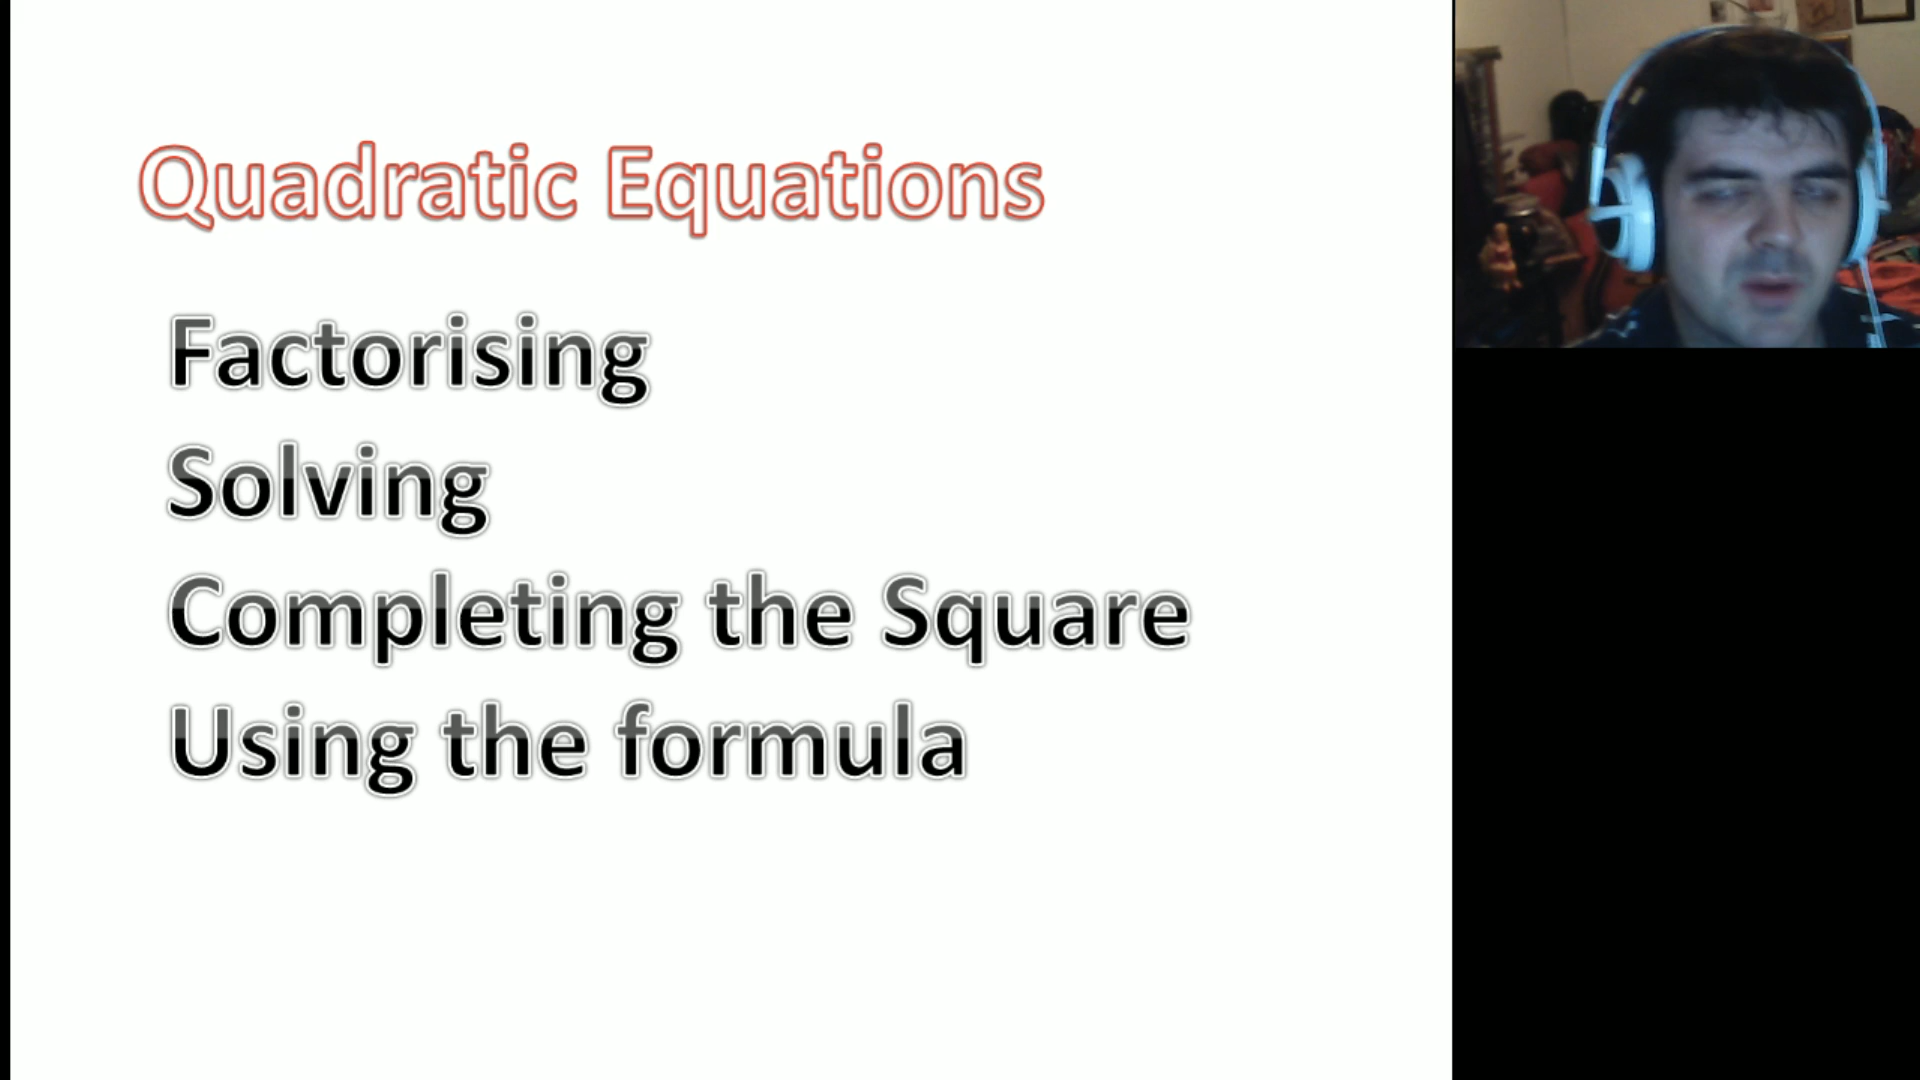 Quadratic Equations
Factorising
Solving
Completing the Square
Using the formula